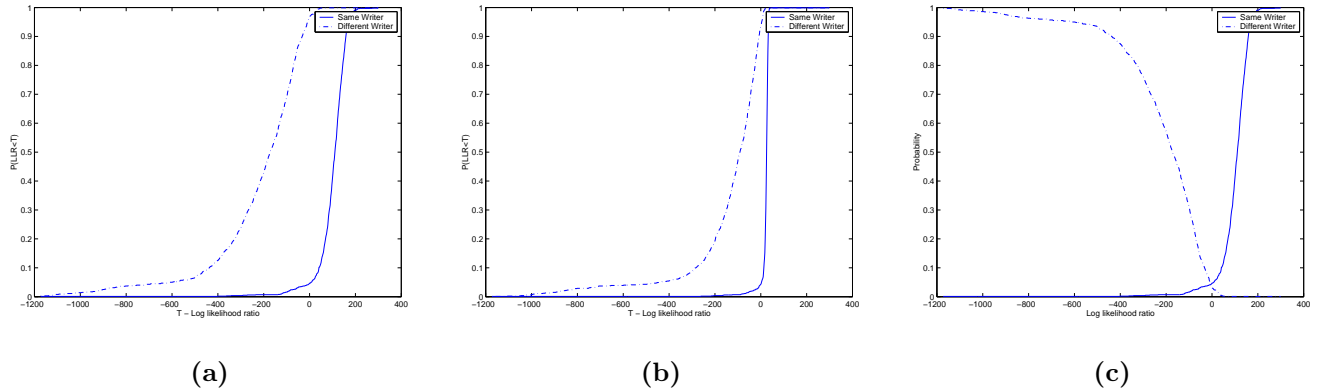 1
0.9
0.8
0.7
0.6
0.5
0.4
0.3
0.2
0.1
0
P(LLR<T)
−1200 −1000 −800 −600 −400 −200 0 200 400
T − Log likelihood ratio
Same Writer
Different Writer
(a)
1
0.9
0.8
0.7
0.6
0.5
0.4
0.3
0.2
0.1
0
P(LLR<T)
−1200 −1000 −800 −600 −400 −200 0 200 400
T − Log likelihood ratio
Same Writer
Different Writer
(b)
1
0.9
0.8
0.7
0.6
0.5
0.4
0.3
0.2
0.1
0
Probability
−1200 −1000 −800 −600 −400 −200 0 200 400
Log likelihood ratio
Same Writer
Different Writer
(c)